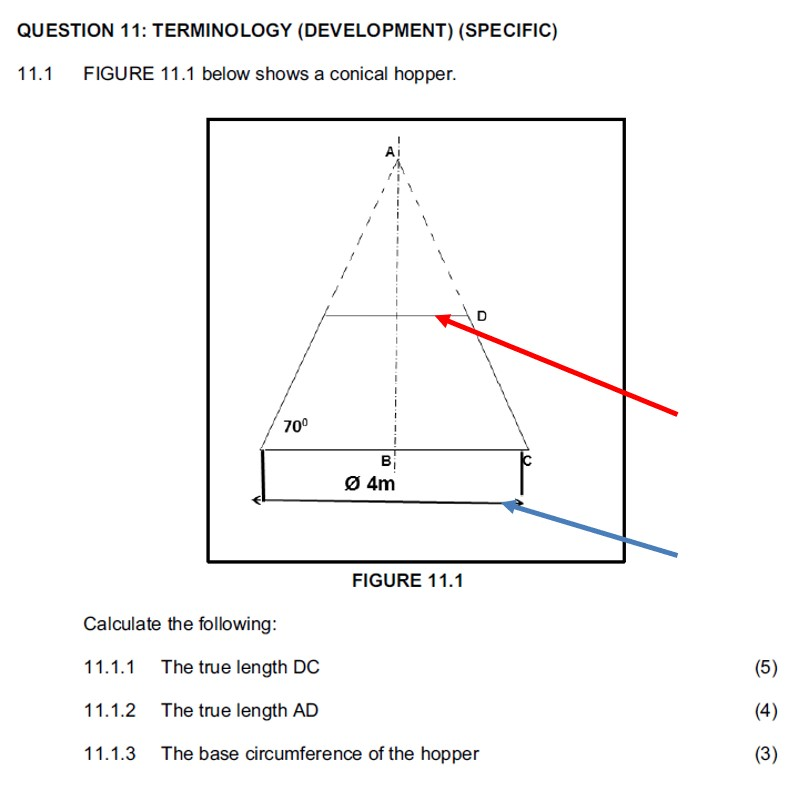 QUESTION 11: TERMINOLOGY (DEVELOPMENT) (SPECIFIC)
11.1 FIGURE 11.1 below shows a conical hopper.
A
D
70⁰
B
C
Ø 4m
FIGURE 11.1
Calculate the following:
11.1.1 The true length DC (5)
11.1.2 The true length AD (4)
11.1.3 The base circumference of the hopper (3)